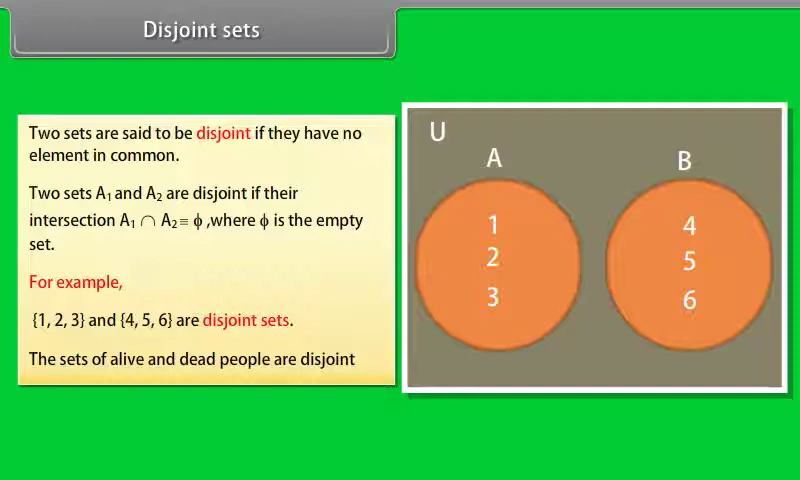 Disjoint sets
Two sets are said to be disjoint if they have no
element in common.
Two sets A₁ and A₂ are disjoint if their
intersection A₁ ∩ A₂ ≡ ϕ ,where ϕ is the empty
set.
For example,
{1, 2, 3} and {4, 5, 6} are disjoint sets.
The sets of alive and dead people are disjoint
U
A
1
2
3
B
4
5
6